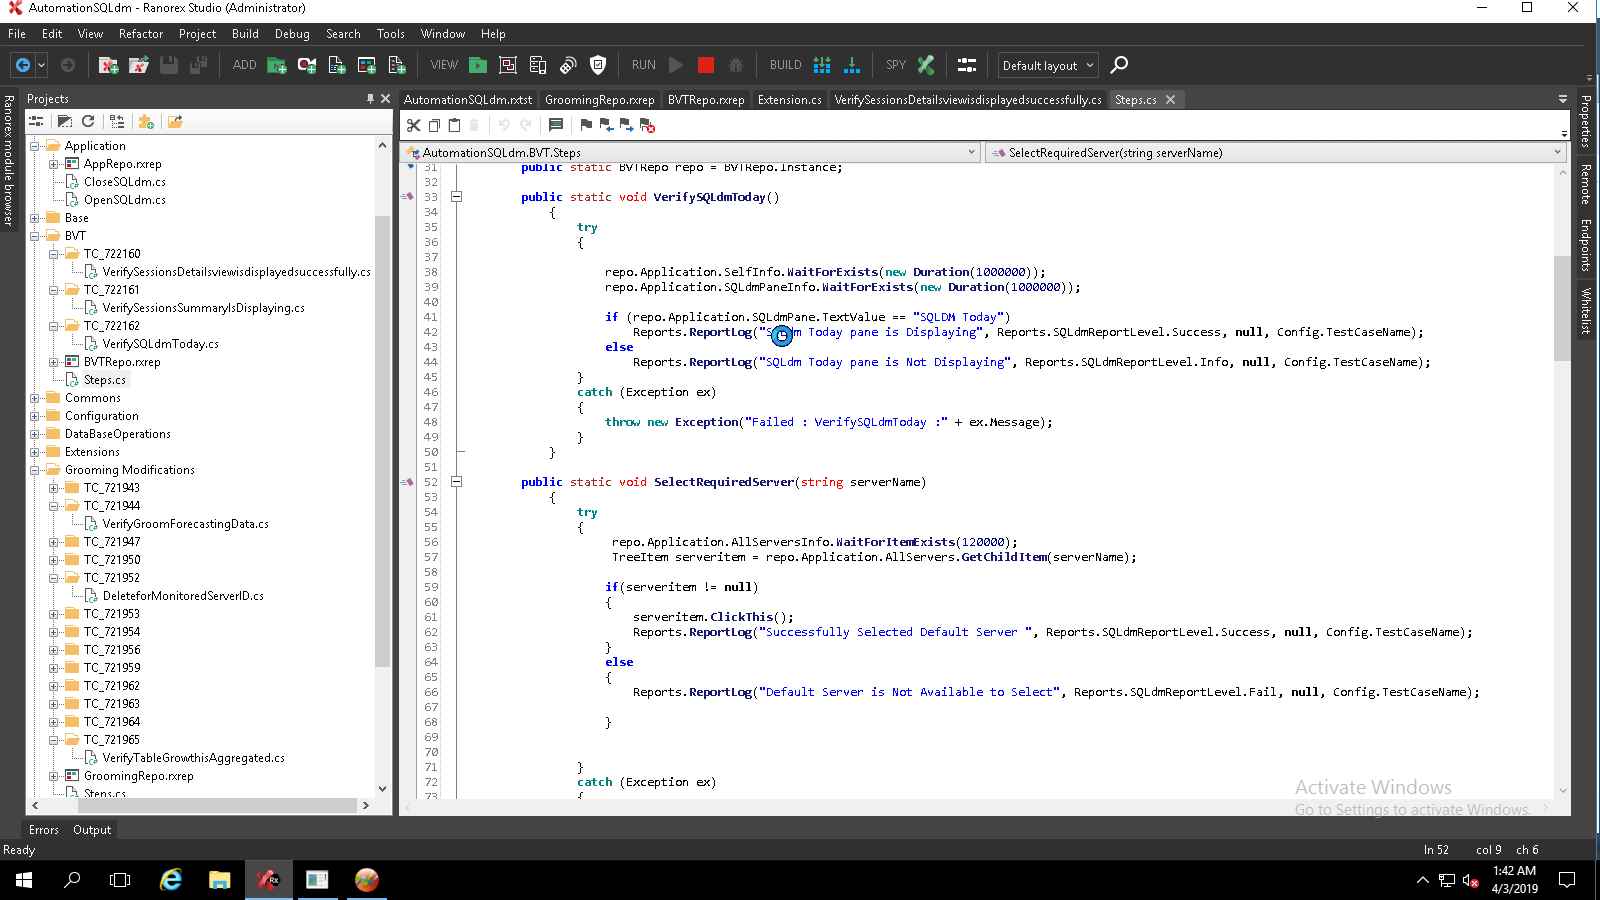 AutomationSQLdm - Ranorex Studio (Administrator)
File Edit View Refactor Project Build Debug Search Tools Window Help
ADD VIEW RUN BUILD SPY Default layout
Ranorex module browser
Projects
Application
AppRepo.rxrep
CloseSQLdm.cs
OpenSQLdm.cs
Base
BVT
TC_722160
VerifySessionsDetailsviewisdisplayedsuccessfully.cs
TC_722161
VerifySessionsSummaryIsDisplaying.cs
TC_722162
VerifySQLdmToday.cs
BVTRepo.rxrep
Steps.cs
Commons
Configuration
DataBaseOperations
Extensions
Grooming Modifications
TC_721943
TC_721944
VerifyGroomForecastingData.cs
TC_721947
TC_721950
TC_721952
DeleteforMonitoredServerID.cs
TC_721953
TC_721954
TC_721956
TC_721959
TC_721962
TC_721963
TC_721964
TC_721965
VerifyTableGrowthisAggregated.cs
GroomingRepo.rxrep
Steps.cs
AutomationSQLdm.rxtst GroomingRepo.rxrep BVTRepo.rxrep Extension.cs VerifySessionsDetailsviewisdisplayedsuccessfully.cs Steps.cs
AutomationSQLdm.BVT.Steps SelectRequiredServer(string serverName)
31 public static BVTRepo repo = BVTRepo.Instance;
32
33 public static void VerifySQLdmToday()
34 {
35 try
36 {
37
38 repo.Application.SelfInfo.WaitForExists(new Duration(1000000));
39 repo.Application.SQLdmPaneInfo.WaitForExists(new Duration(1000000));
40
41 if (repo.Application.SQLdmPane.TextValue == "SQLDM Today")
42 Reports.ReportLog("SQLdm Today pane is Displaying", Reports.SQLdmReportLevel.Success, null, Config.TestCaseName);
43 else
44 Reports.ReportLog("SQLdm Today pane is Not Displaying", Reports.SQLdmReportLevel.Info, null, Config.TestCaseName);
45 }
46 catch (Exception ex)
47 {
48 throw new Exception("Failed : VerifySQLdmToday :" + ex.Message);
49 }
50 }
51
52 public static void SelectRequiredServer(string serverName)
53 {
54 try
55 {
56 repo.Application.AllServersInfo.WaitForItemExists(120000);
57 TreeItem serveritem = repo.Application.AllServers.GetChildItem(serverName);
58
59 if(serveritem != null)
60 {
61 serveritem.ClickThis();
62 Reports.ReportLog("Successfully Selected Default Server ", Reports.SQLdmReportLevel.Success, null, Config.TestCaseName);
63 }
64 else
65 {
66 Reports.ReportLog("Default Server is Not Available to Select", Reports.SQLdmReportLevel.Fail, null, Config.TestCaseName);
67
68 }
69
70
71 }
72 catch (Exception ex)
73 {
Properties
Remote Endpoints
Whitelist
Activate Windows
Go to Settings to activate Windows.
Errors Output
Ready ln 52 col 9 ch 6
1:42 AM
4/3/2019